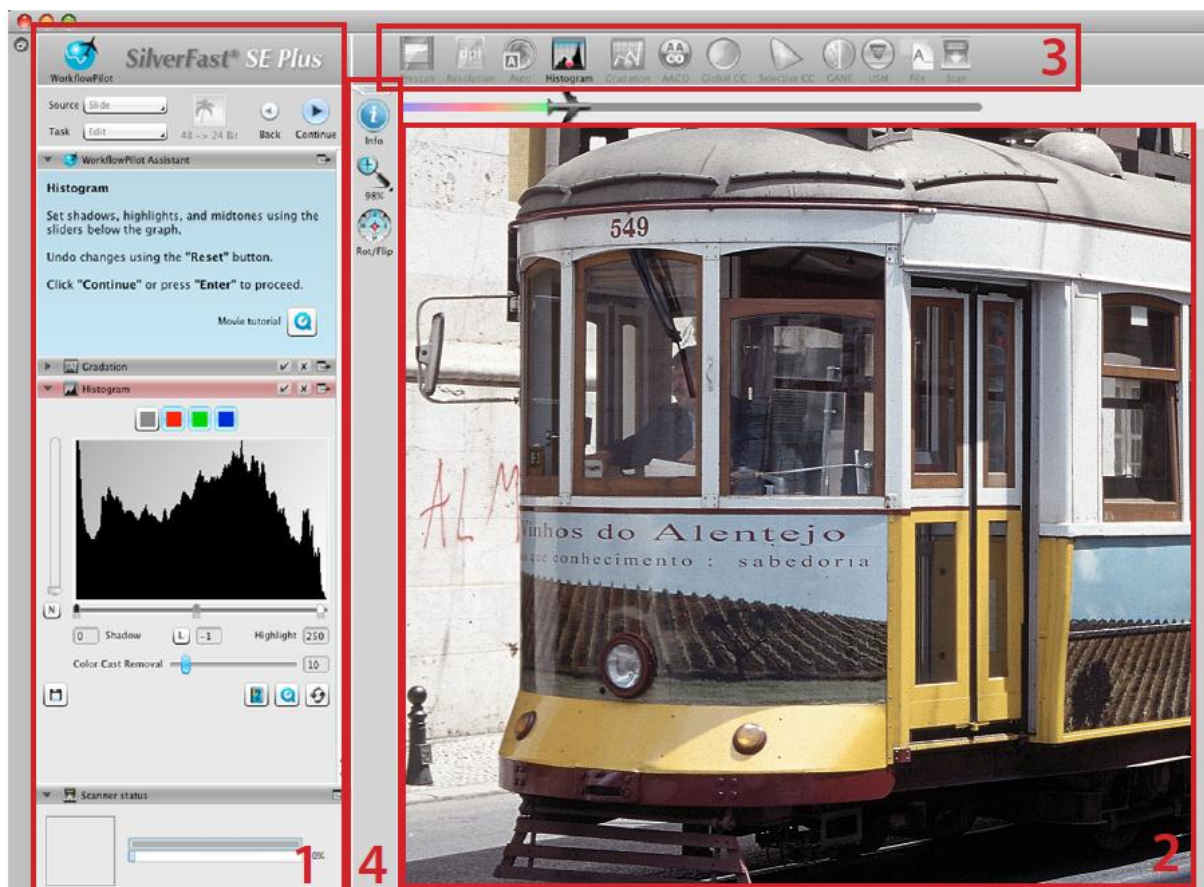 SilverFast® SE Plus
WorkflowPilot
Prescan Resolution Auto Histogram Gradation AACO Global CC Selective CC GANE USM File Scan
3
Source Slide
Task Edit
48 -> 24 Bit
Back
Continue
Info
98%
Rot/Flip
WorkflowPilot Assistant
Histogram
Set shadows, highlights, and midtones using the
sliders below the graph.
Undo changes using the "Reset" button.
Click "Continue" or press "Enter" to proceed.
Movie tutorial
Gradation
Histogram
N
0 Shadow L -1 Highlight 250
Color Cast Removal 10
Scanner status
0%
1
4
549
ALM
Vinhos do Alentejo
que conhecimento : sabedoria
2